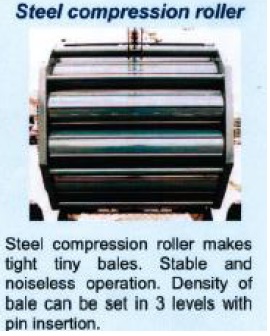 Steel compression roller
Steel compression roller makes
tight tiny bales. Stable and
noiseless operation. Density of
bale can be set in 3 levels with
pin insertion.